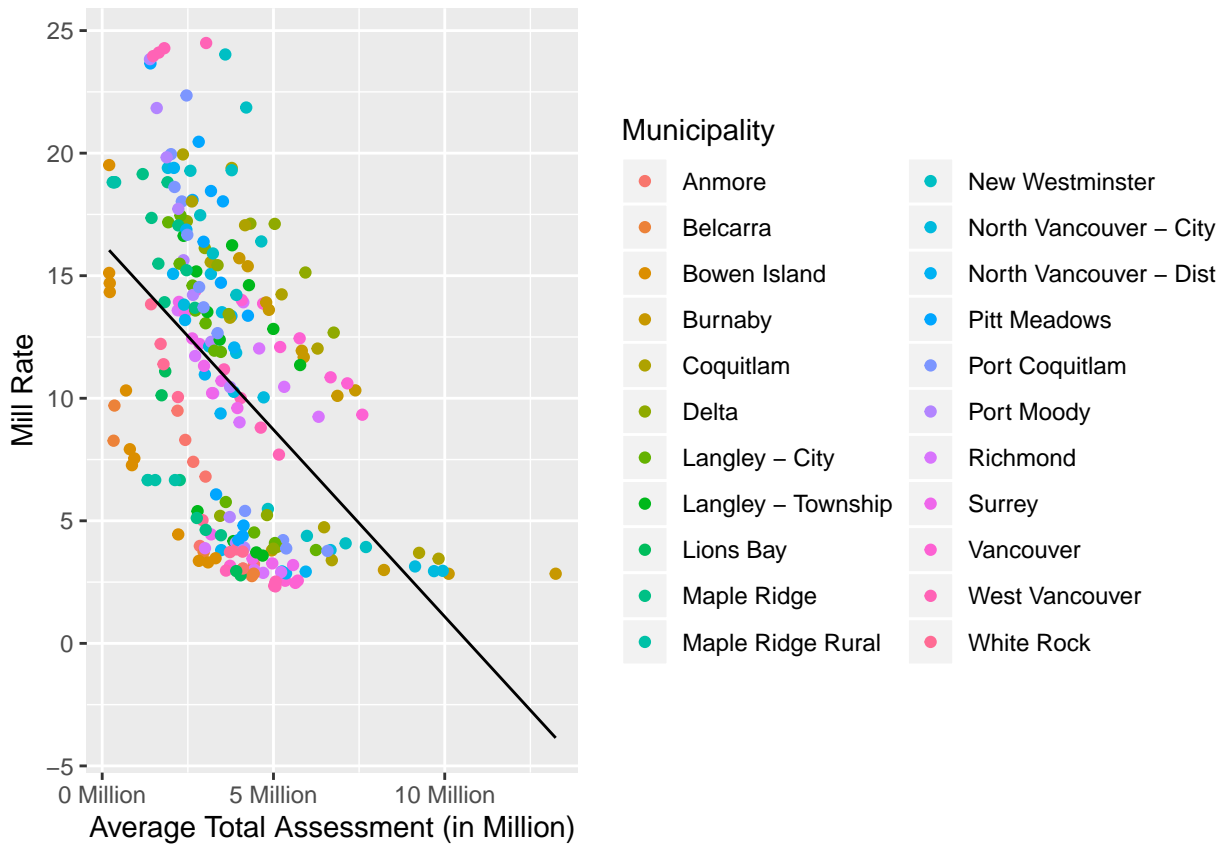 25
20
15
10
5
0
−5
Mill Rate
0 Million
5 Million
10 Million
Average Total Assessment (in Million)
Municipality
Anmore
Belcarra
Bowen Island
Burnaby
Coquitlam
Delta
Langley − City
Langley − Township
Lions Bay
Maple Ridge
Maple Ridge Rural
New Westminster
North Vancouver − City
North Vancouver − Dist
Pitt Meadows
Port Coquitlam
Port Moody
Richmond
Surrey
Vancouver
West Vancouver
White Rock